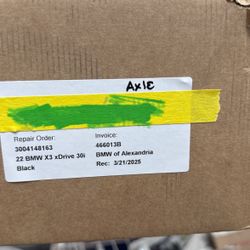 AXLE
Repair Order: Invoice:
3004148163 466013B
22 BMW X3 xDrive 30i BMW of Alexandria
Black Rec: 3/21/2025